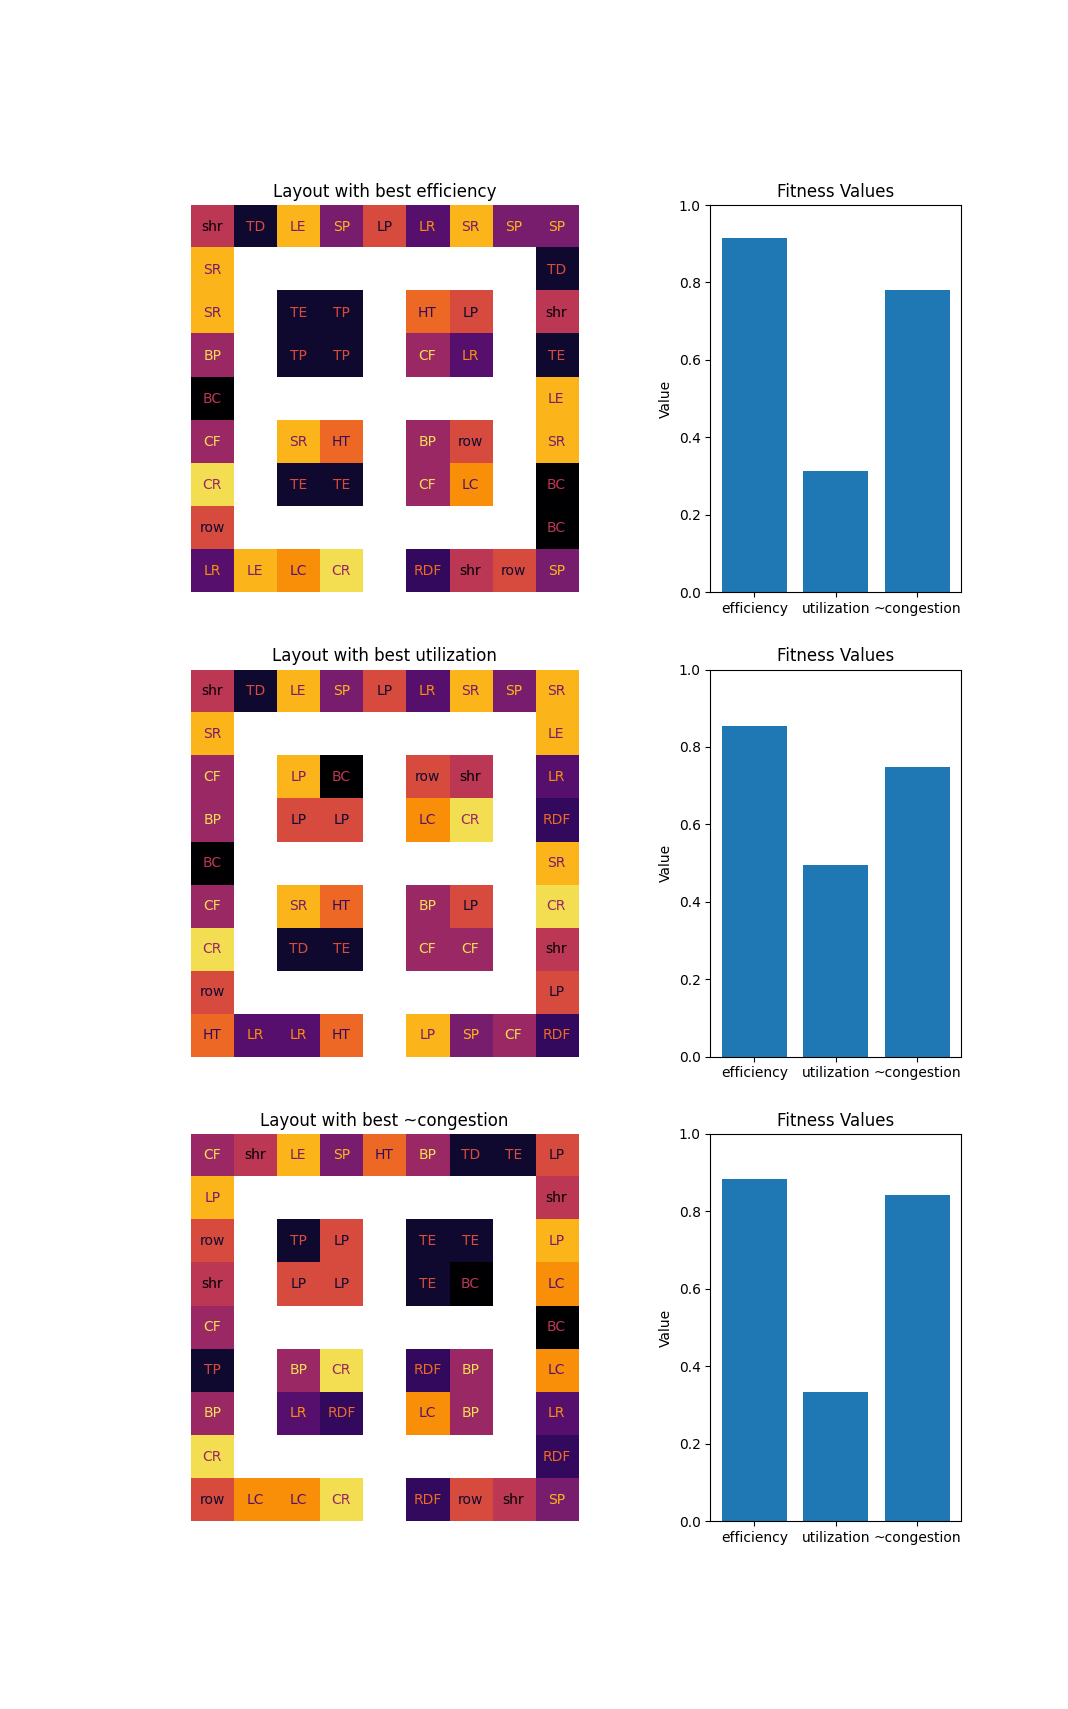 Layout with best efficiency
shr TD LE SP LP LR SR SP SP
SR TD
SR TE TP HT LP shr
BP TP TP CF LR TE
BC LE
CF SR HT BP row SR
CR TE TE CF LC BC
row BC
LR LE LC CR RDF shr row SP
Fitness Values
1.0
0.8
0.6
0.4
0.2
0.0
Value
efficiency utilization ~congestion
Layout with best utilization
shr TD LE SP LP LR SR SP SR
SR LE
CF LP BC row shr LR
BP LP LP LC CR RDF
BC SR
CF SR HT BP LP CR
CR TD TE CF CF shr
row LP
HT LR LR HT LP SP CF RDF
Fitness Values
1.0
0.8
0.6
0.4
0.2
0.0
Value
efficiency utilization ~congestion
Layout with best ~congestion
CF shr LE SP HT BP TD TE LP
LP shr
row TP LP TE TE LP
shr LP LP TE BC LC
CF BC
TP BP CR RDF BP LC
BP LR RDF LC BP LR
CR RDF
row LC LC CR RDF row shr SP
Fitness Values
1.0
0.8
0.6
0.4
0.2
0.0
Value
efficiency utilization ~congestion